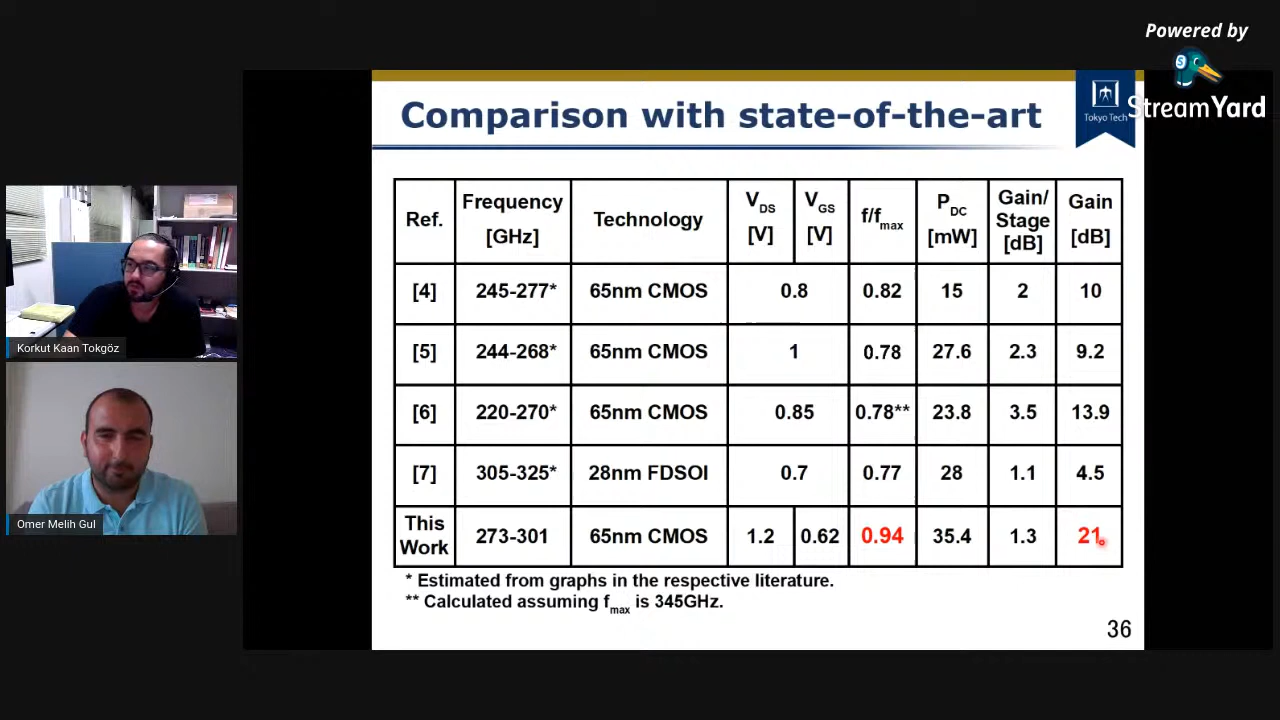 Powered by
StreamYard
Comparison with state-of-the-art
Tokyo Tech
Ref. Frequency [GHz] Technology VDS [V] VGS [V] f/fmax PDC [mW] Gain/Stage [dB] Gain [dB]
[4] 245-277* 65nm CMOS 0.8 0.82 15 2 10
[5] 244-268* 65nm CMOS 1 0.78 27.6 2.3 9.2
[6] 220-270* 65nm CMOS 0.85 0.78** 23.8 3.5 13.9
[7] 305-325* 28nm FDSOI 0.7 0.77 28 1.1 4.5
This Work 273-301 65nm CMOS 1.2 0.62 0.94 35.4 1.3 21
* Estimated from graphs in the respective literature.
** Calculated assuming fmax is 345GHz.
36
Korkut Kaan Tokgöz
Omer Melih Gul